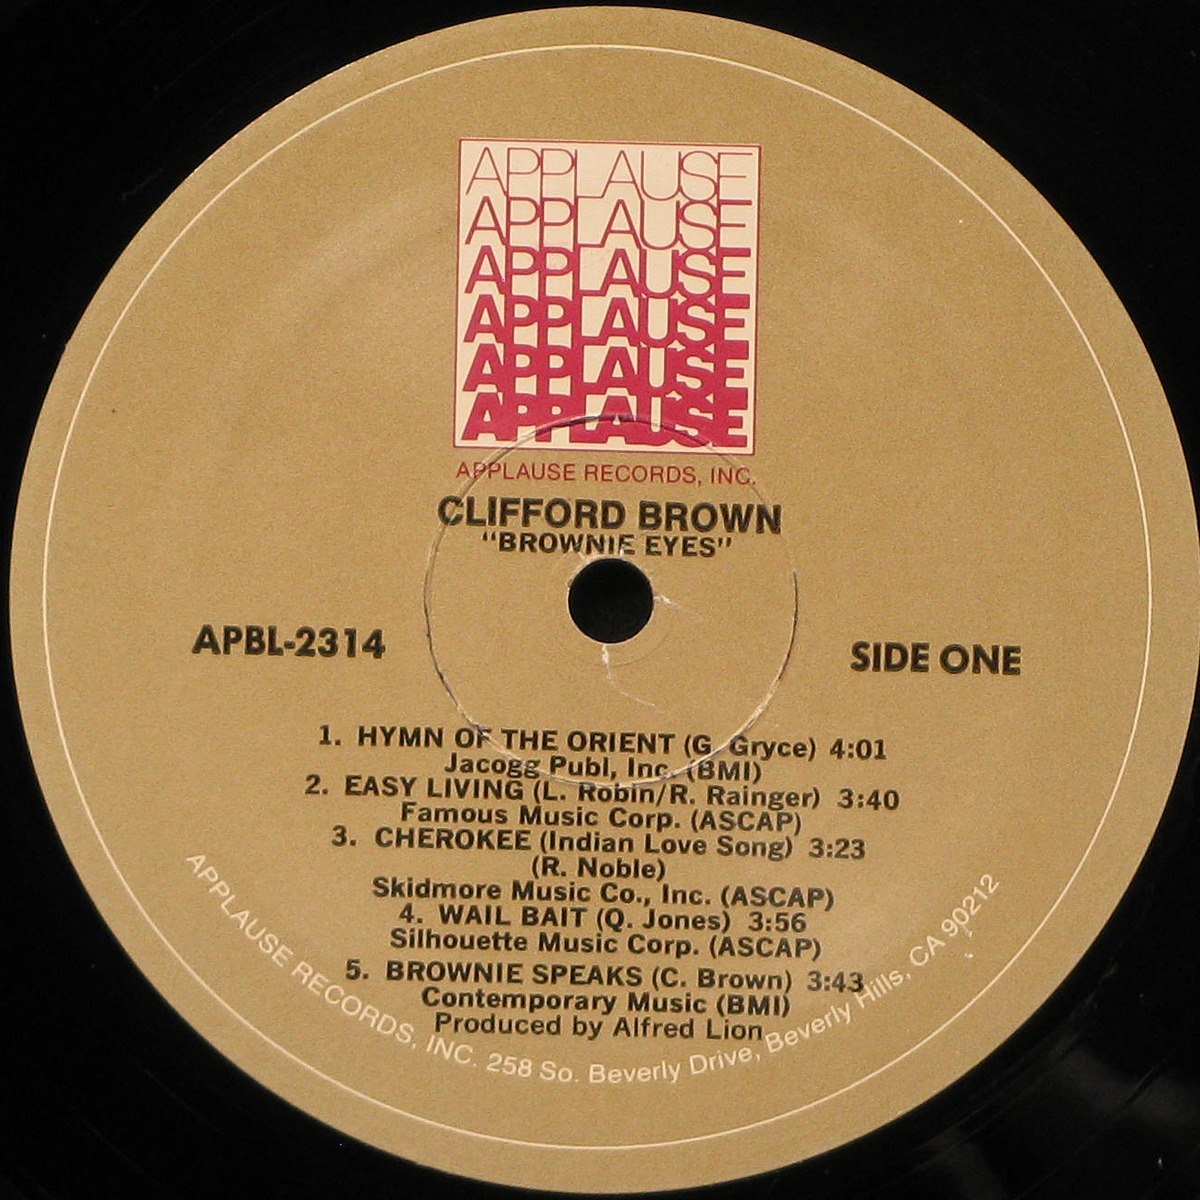 APPLAUSE
APPLAUSE
APPLAUSE
APPLAUSE
APPLAUSE
APPLAUSE
APPLAUSE RECORDS, INC.
CLIFFORD BROWN
"BROWNIE EYES"
APBL-2314
SIDE ONE
1. HYMN OF THE ORIENT (G. Gryce) 4:01
Jacogg Publ, Inc. (BMI)
2. EASY LIVING (L. Robin/R. Rainger) 3:40
Famous Music Corp. (ASCAP)
3. CHEROKEE (Indian Love Song) 3:23
(R. Noble)
Skidmore Music Co., Inc. (ASCAP)
4. WAIL BAIT (Q. Jones) 3:56
Silhouette Music Corp. (ASCAP)
5. BROWNIE SPEAKS (C. Brown) 3:43
Contemporary Music (BMI)
Produced by Alfred Lion
APPLAUSE RECORDS, INC. 258 So. Beverly Drive, Beverly Hills, CA 90212